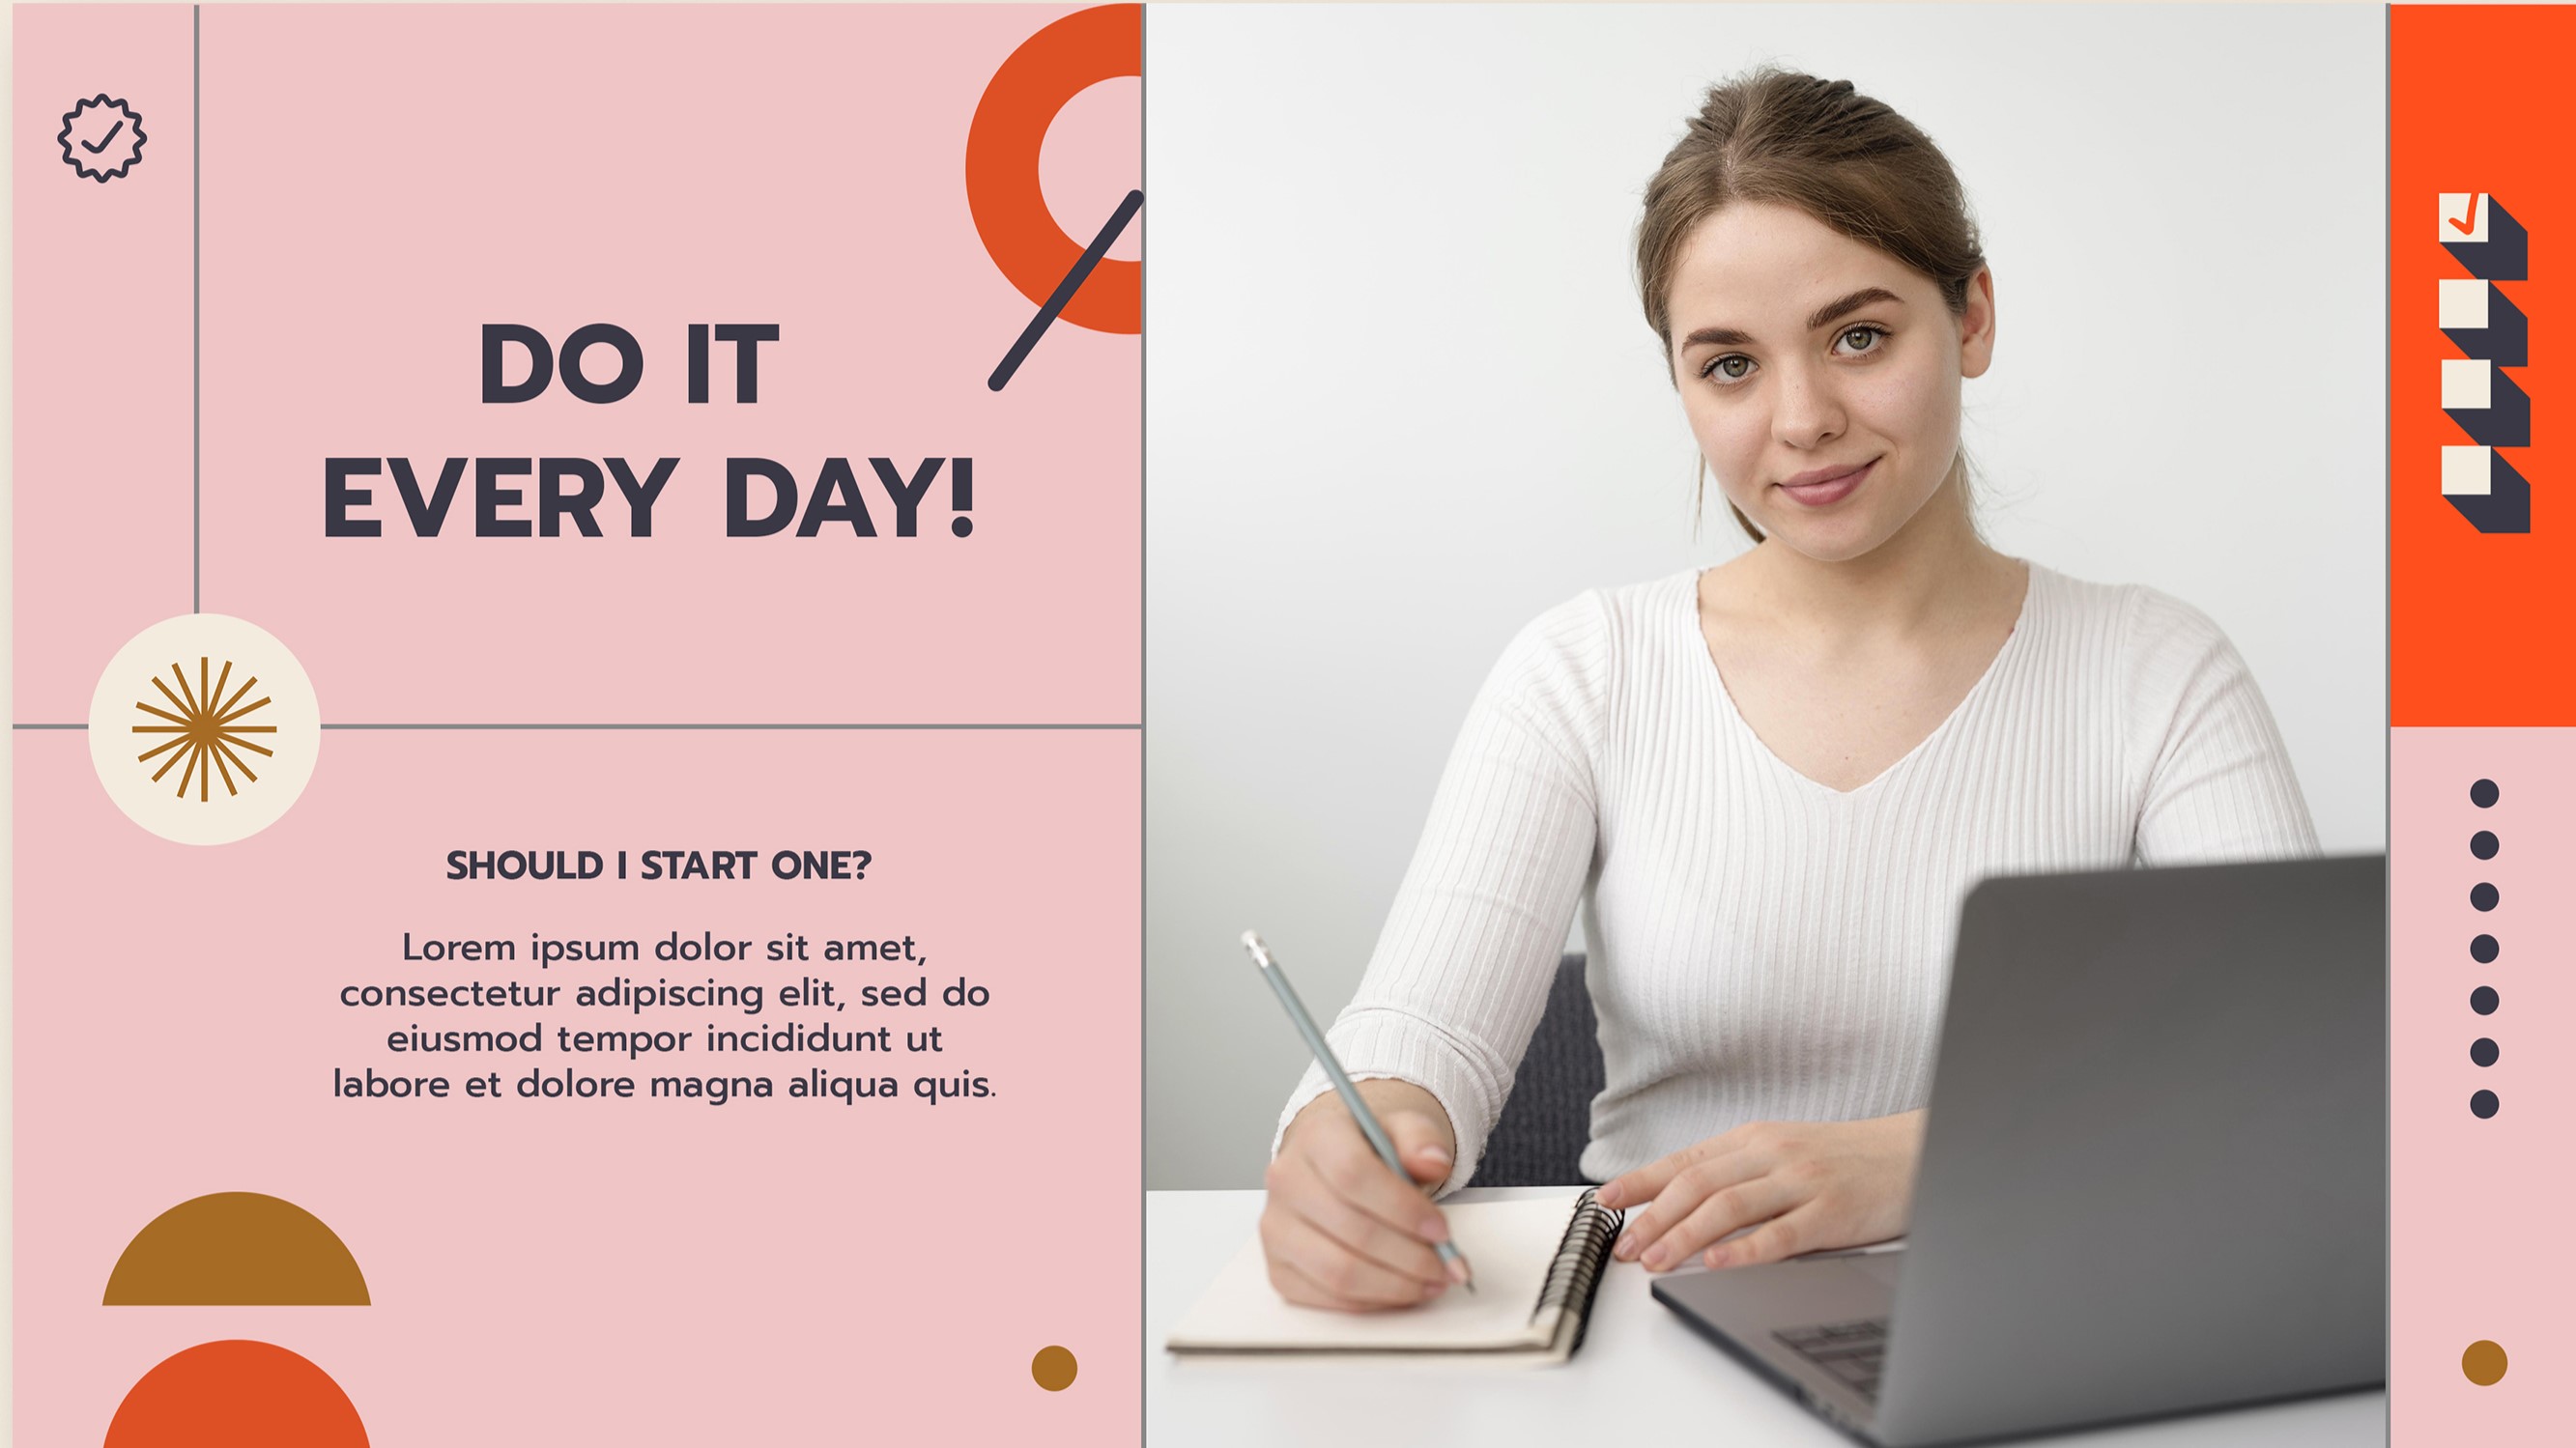 DO IT
EVERY DAY!
SHOULD I START ONE?
Lorem ipsum dolor sit amet,
consectetur adipiscing elit, sed do
eiusmod tempor incididunt ut
labore et dolore magna aliqua quis.